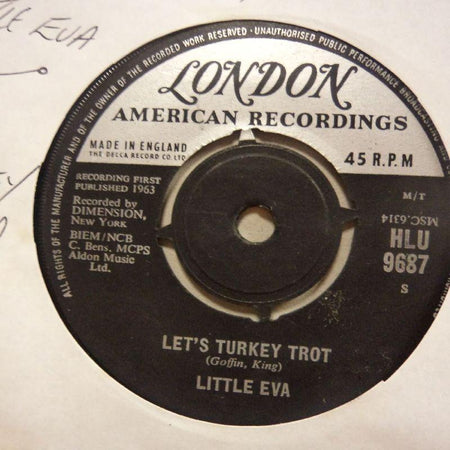 LE EVA
ALL RIGHTS OF THE MANUFACTURER AND OF THE OWNER OF THE RECORDED WORK RESERVED · UNAUTHORISED PUBLIC PERFORMANCE BROADCASTING
LONDON
AMERICAN RECORDINGS
MADE IN ENGLAND
THE DECCA RECORD CO. LTD.
45 R.P.M
RECORDING FIRST
PUBLISHED 1963
Recorded by
DIMENSION,
New York
BIEM/NCB
C. Bens. MCPS
Aldon Music
Ltd.
M/T
MSC.6314
HLU
9687
S
LET'S TURKEY TROT
(Goffin, King)
LITTLE EVA